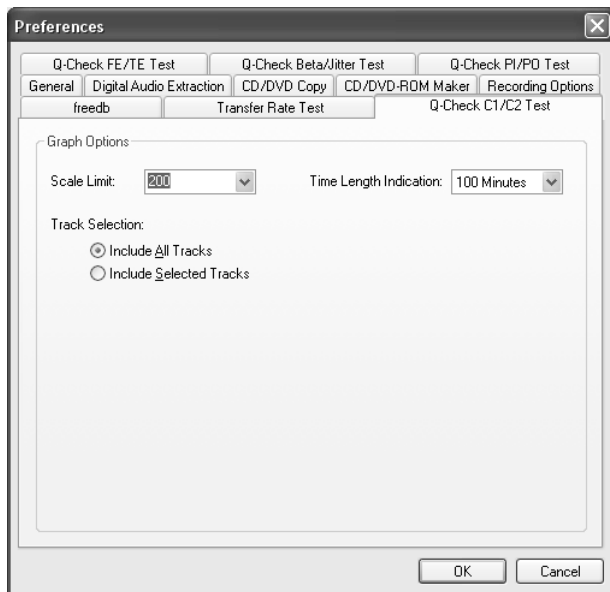 Preferences
Q-Check FE/TE Test Q-Check Beta/Jitter Test Q-Check PI/PO Test
General Digital Audio Extraction CD/DVD Copy CD/DVD-ROM Maker Recording Options
freedb Transfer Rate Test Q-Check C1/C2 Test
Graph Options
Scale Limit: 200 Time Length Indication: 100 Minutes
Track Selection:
Include All Tracks
Include Selected Tracks
OK Cancel